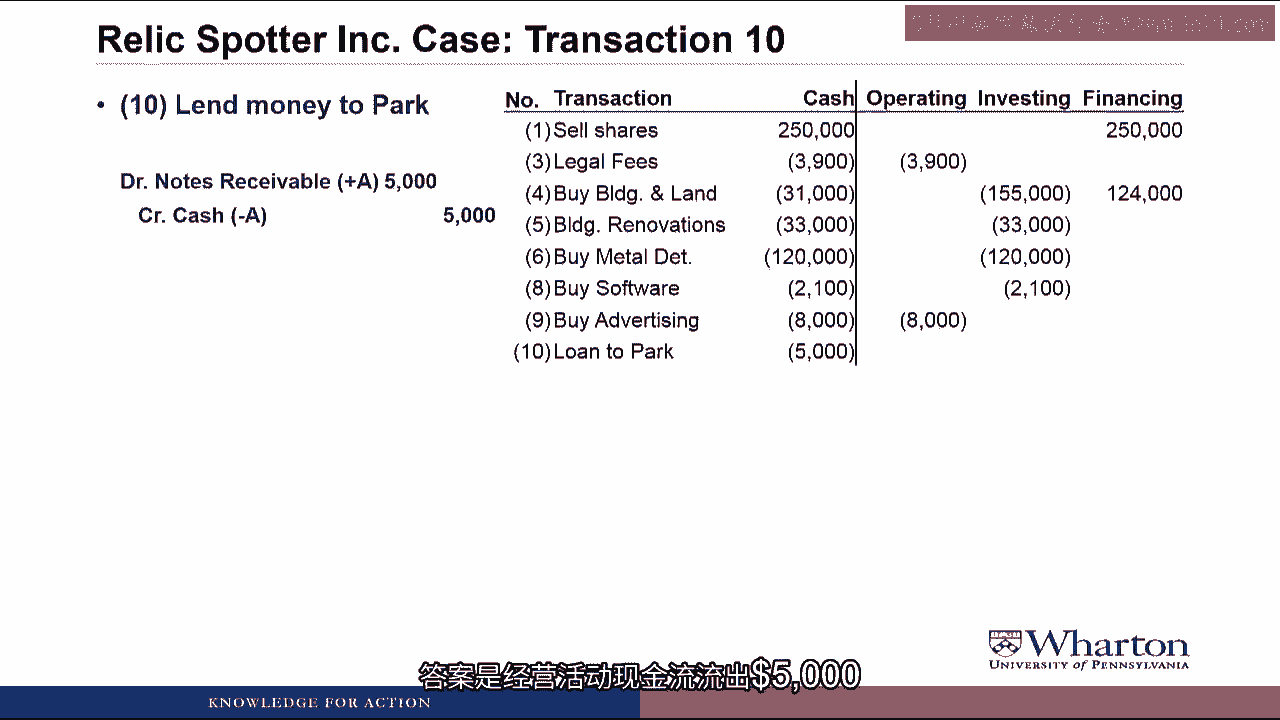 Relic Spotter Inc. Case: Transaction 10
• (10) Lend money to Park
Dr. Notes Receivable (+A) 5,000
Cr. Cash (-A) 5,000
No. Transaction Cash Operating Investing Financing
(1) Sell shares 250,000 250,000
(3) Legal Fees (3,900) (3,900)
(4) Buy Bldg. & Land (31,000) (155,000) 124,000
(5) Bldg. Renovations (33,000) (33,000)
(6) Buy Metal Det. (120,000) (120,000)
(8) Buy Software (2,100) (2,100)
(9) Buy Advertising (8,000) (8,000)
(10) Loan to Park (5,000)
Wharton
UNIVERSITY of PENNSYLVANIA
答案是经营活动现金流流出$5,000
KNOWLEDGE FOR ACTION